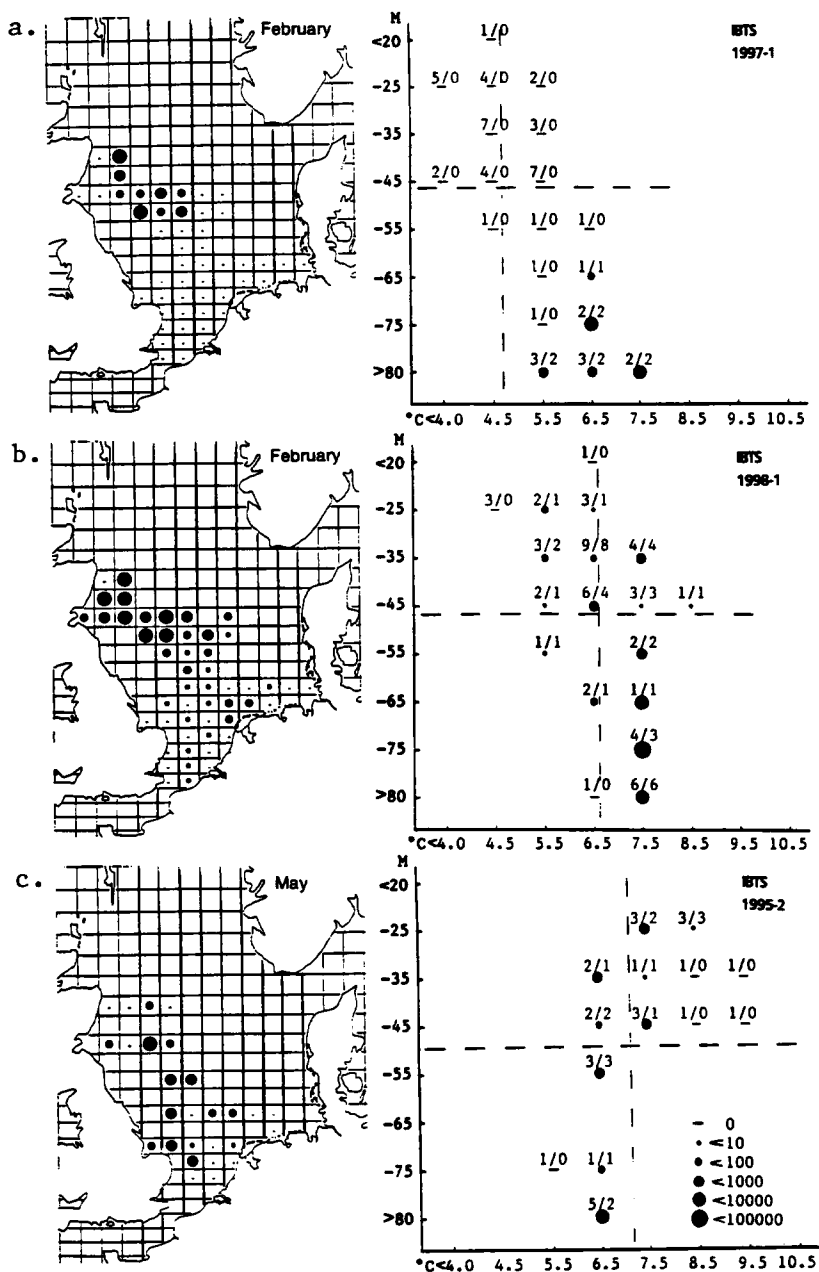 a.
February
M
IBTS
1997-1
<20
1/0
-25
5/0 4/0 2/0
-35
7/0 3/0
-45
2/0 4/0 7/0
-55
1/0 1/0 1/0
-65
1/0 1/1
-75
1/0 2/2
>80
3/2 3/2 2/2
°C<4.0 4.5 5.5 6.5 7.5 8.5 9.5 10.5
b.
February
M
IBTS
1998-1
<20
1/0
-25
3/0 2/1 3/1
-35
3/2 9/8 4/4
-45
2/1 6/4 3/3 1/1
-55
1/1 2/2
-65
2/1 1/1
-75
4/3
>80
1/0 6/6
°C<4.0 4.5 5.5 6.5 7.5 8.5 9.5 10.5
c.
May
M
IBTS
1995-2
<20
-25
3/2 3/3
-35
2/1 1/1 1/0 1/0
-45
2/2 3/1 1/0 1/0
-55
3/3
-65
-75
1/0 1/1
>80
5/2
– 0
<10
<100
<1000
<10000
<100000
°C<4.0 4.5 5.5 6.5 7.5 8.5 9.5 10.5